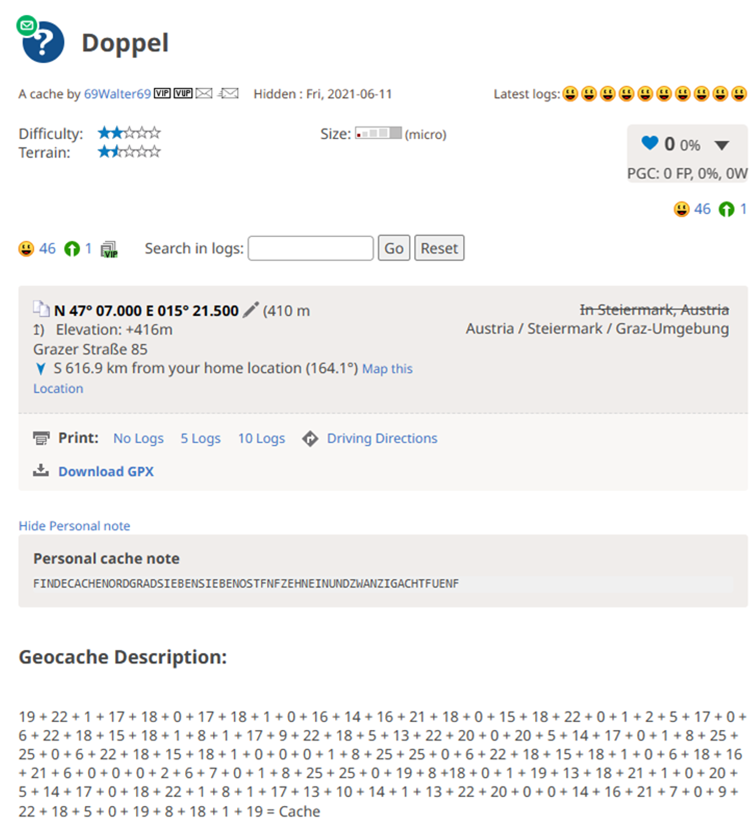 Doppel
A cache by 69Walter69 VIP VUP Hidden : Fri, 2021-06-11 Latest logs:
Difficulty:
Size: (micro)
Terrain:
0 0%
PGC: 0 FP, 0%, 0W
46 1
46 1 VIP Search in logs: Go Reset
N 47° 07.000 E 015° 21.500 (410 m
In Steiermark, Austria
↥) Elevation: +416m
Austria / Steiermark / Graz-Umgebung
Grazer Straße 85
S 616.9 km from your home location (164.1°) Map this
Location
Print: No Logs 5 Logs 10 Logs Driving Directions
Download GPX
Hide Personal note
Personal cache note
FINDECACHENORDGRADSIEBENSIEBENOSTFNFZEHNEINUNDZWANZIGACHTFUENF
Geocache Description:
19 + 22 + 1 + 17 + 18 + 0 + 17 + 18 + 1 + 0 + 16 + 14 + 16 + 21 + 18 + 0 + 15 + 18 + 22 + 0 + 1 + 2 + 5 + 17 + 0 +
6 + 22 + 18 + 15 + 18 + 1 + 8 + 1 + 17 + 9 + 22 + 18 + 5 + 13 + 22 + 20 + 0 + 20 + 5 + 14 + 17 + 0 + 1 + 8 + 25 +
25 + 0 + 6 + 22 + 18 + 15 + 18 + 1 + 0 + 0 + 0 + 1 + 8 + 25 + 25 + 0 + 6 + 22 + 18 + 15 + 18 + 1 + 0 + 6 + 18 + 16
+ 21 + 6 + 0 + 0 + 0 + 2 + 6 + 7 + 0 + 1 + 8 + 25 + 25 + 0 + 19 + 8 +18 + 0 + 1 + 19 + 13 + 18 + 21 + 1 + 0 + 20 +
5 + 14 + 17 + 0 + 18 + 22 + 1 + 8 + 1 + 17 + 13 + 10 + 14 + 1 + 13 + 22 + 20 + 0 + 0 + 14 + 16 + 21 + 7 + 0 + 9 +
22 + 18 + 5 + 0 + 19 + 8 + 18 + 1 + 19 = Cache